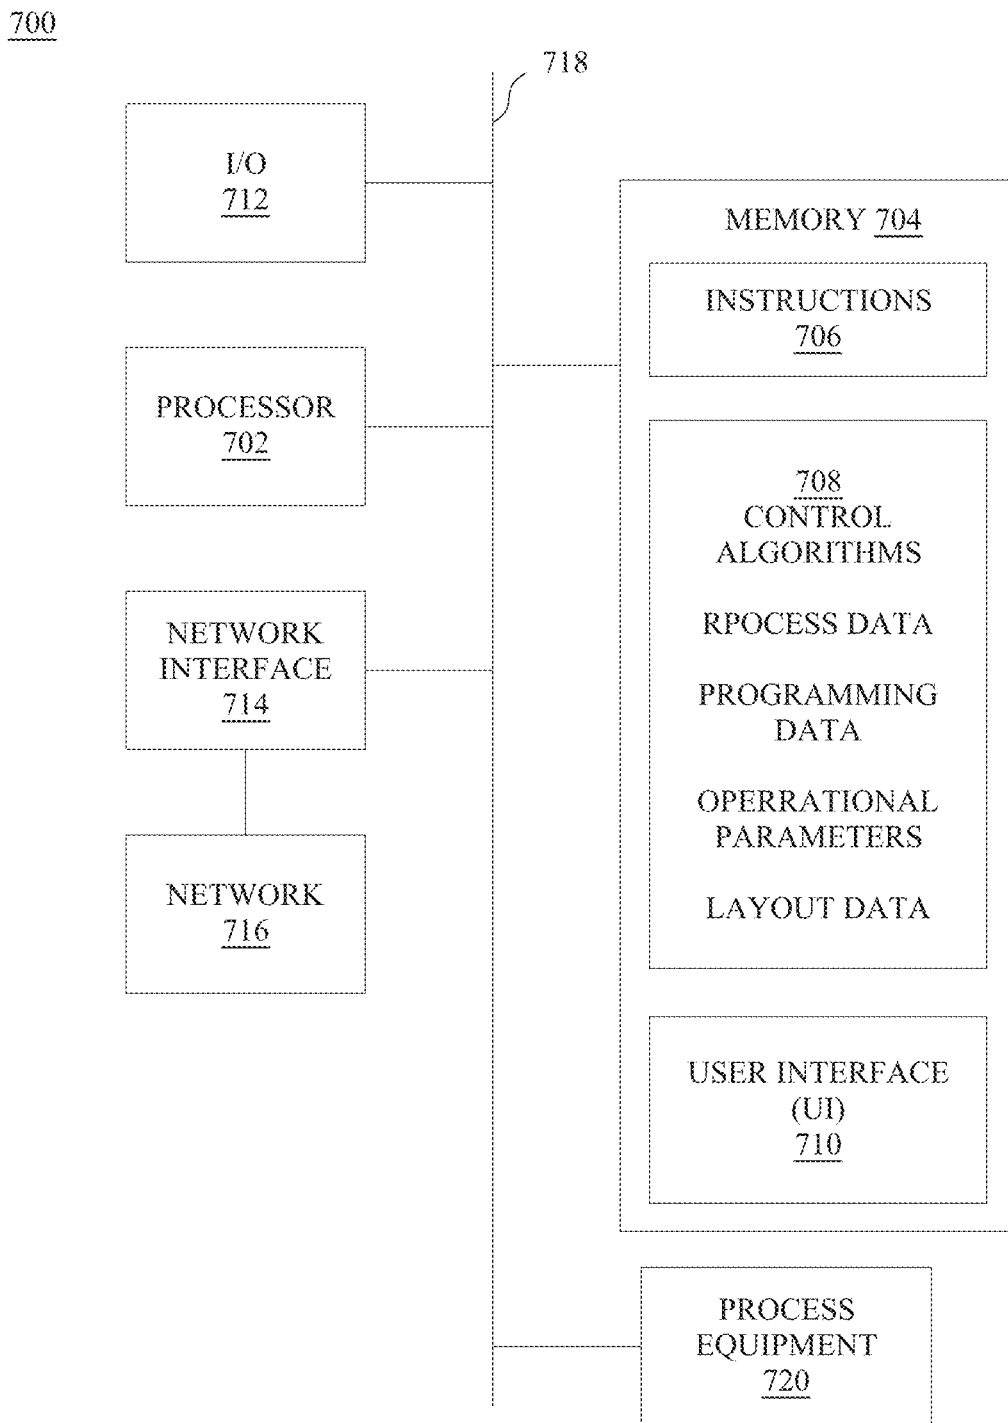 700
718
I/O
712
PROCESSOR
702
NETWORK
INTERFACE
714
NETWORK
716
MEMORY 704
INSTRUCTIONS
706
708
CONTROL
ALGORITHMS
RPOCESS DATA
PROGRAMMING
DATA
OPERRATIONAL
PARAMETERS
LAYOUT DATA
USER INTERFACE
(UI)
710
PROCESS
EQUIPMENT
720